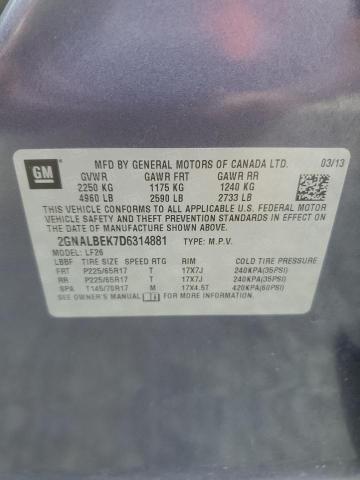 GM
MFD BY GENERAL MOTORS OF CANADA LTD. 03/13
GVWR GAWR FRT GAWR RR
2250 KG 1175 KG 1240 KG
4960 LB 2590 LB 2733 LB
THIS VEHICLE CONFORMS TO ALL APPLICABLE U.S. FEDERAL MOTOR
VEHICLE SAFETY AND THEFT PREVENTION STANDARDS IN EFFECT ON
THE DATE OF MANUFACTURE SHOWN ABOVE.
2GNALBEK7D6314881 TYPE: M.P.V.
MODEL: LF26
LBBF TIRE SIZE SPEED RTG RIM COLD TIRE PRESSURE
FRT P225/65R17 T 17X7J 240KPA(35PSI)
RR P225/65R17 T 17X7J 240KPA(35PSI)
SPA T145/70R17 M 17X4.5T 420KPA(60PSI)
SEE OWNER'S MANUAL FOR MORE INFORMATION.